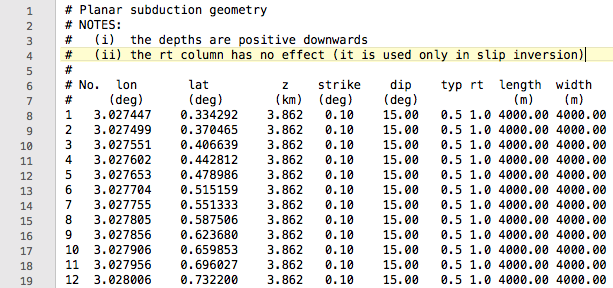 1 # Planar subduction geometry
2 # NOTES:
3 #   (i)  the depths are positive downwards
4 #   (ii) the rt column has no effect (it is used only in slip inversion)
5 #
6 # No.  lon       lat          z    strike    dip    typ rt  length  width
7 #     (deg)      (deg)       (km)  (deg)    (deg)             (m)    (m)
8 1   3.027447   0.334292    3.862   0.10    15.00   0.5 1.0 4000.00 4000.00
9 2   3.027499   0.370465    3.862   0.10    15.00   0.5 1.0 4000.00 4000.00
10 3   3.027551   0.406639    3.862   0.10    15.00   0.5 1.0 4000.00 4000.00
11 4   3.027602   0.442812    3.862   0.10    15.00   0.5 1.0 4000.00 4000.00
12 5   3.027653   0.478986    3.862   0.10    15.00   0.5 1.0 4000.00 4000.00
13 6   3.027704   0.515159    3.862   0.10    15.00   0.5 1.0 4000.00 4000.00
14 7   3.027755   0.551333    3.862   0.10    15.00   0.5 1.0 4000.00 4000.00
15 8   3.027805   0.587506    3.862   0.10    15.00   0.5 1.0 4000.00 4000.00
16 9   3.027856   0.623680    3.862   0.10    15.00   0.5 1.0 4000.00 4000.00
17 10  3.027906   0.659853    3.862   0.10    15.00   0.5 1.0 4000.00 4000.00
18 11  3.027956   0.696027    3.862   0.10    15.00   0.5 1.0 4000.00 4000.00
19 12  3.028006   0.732200    3.862   0.10    15.00   0.5 1.0 4000.00 4000.00